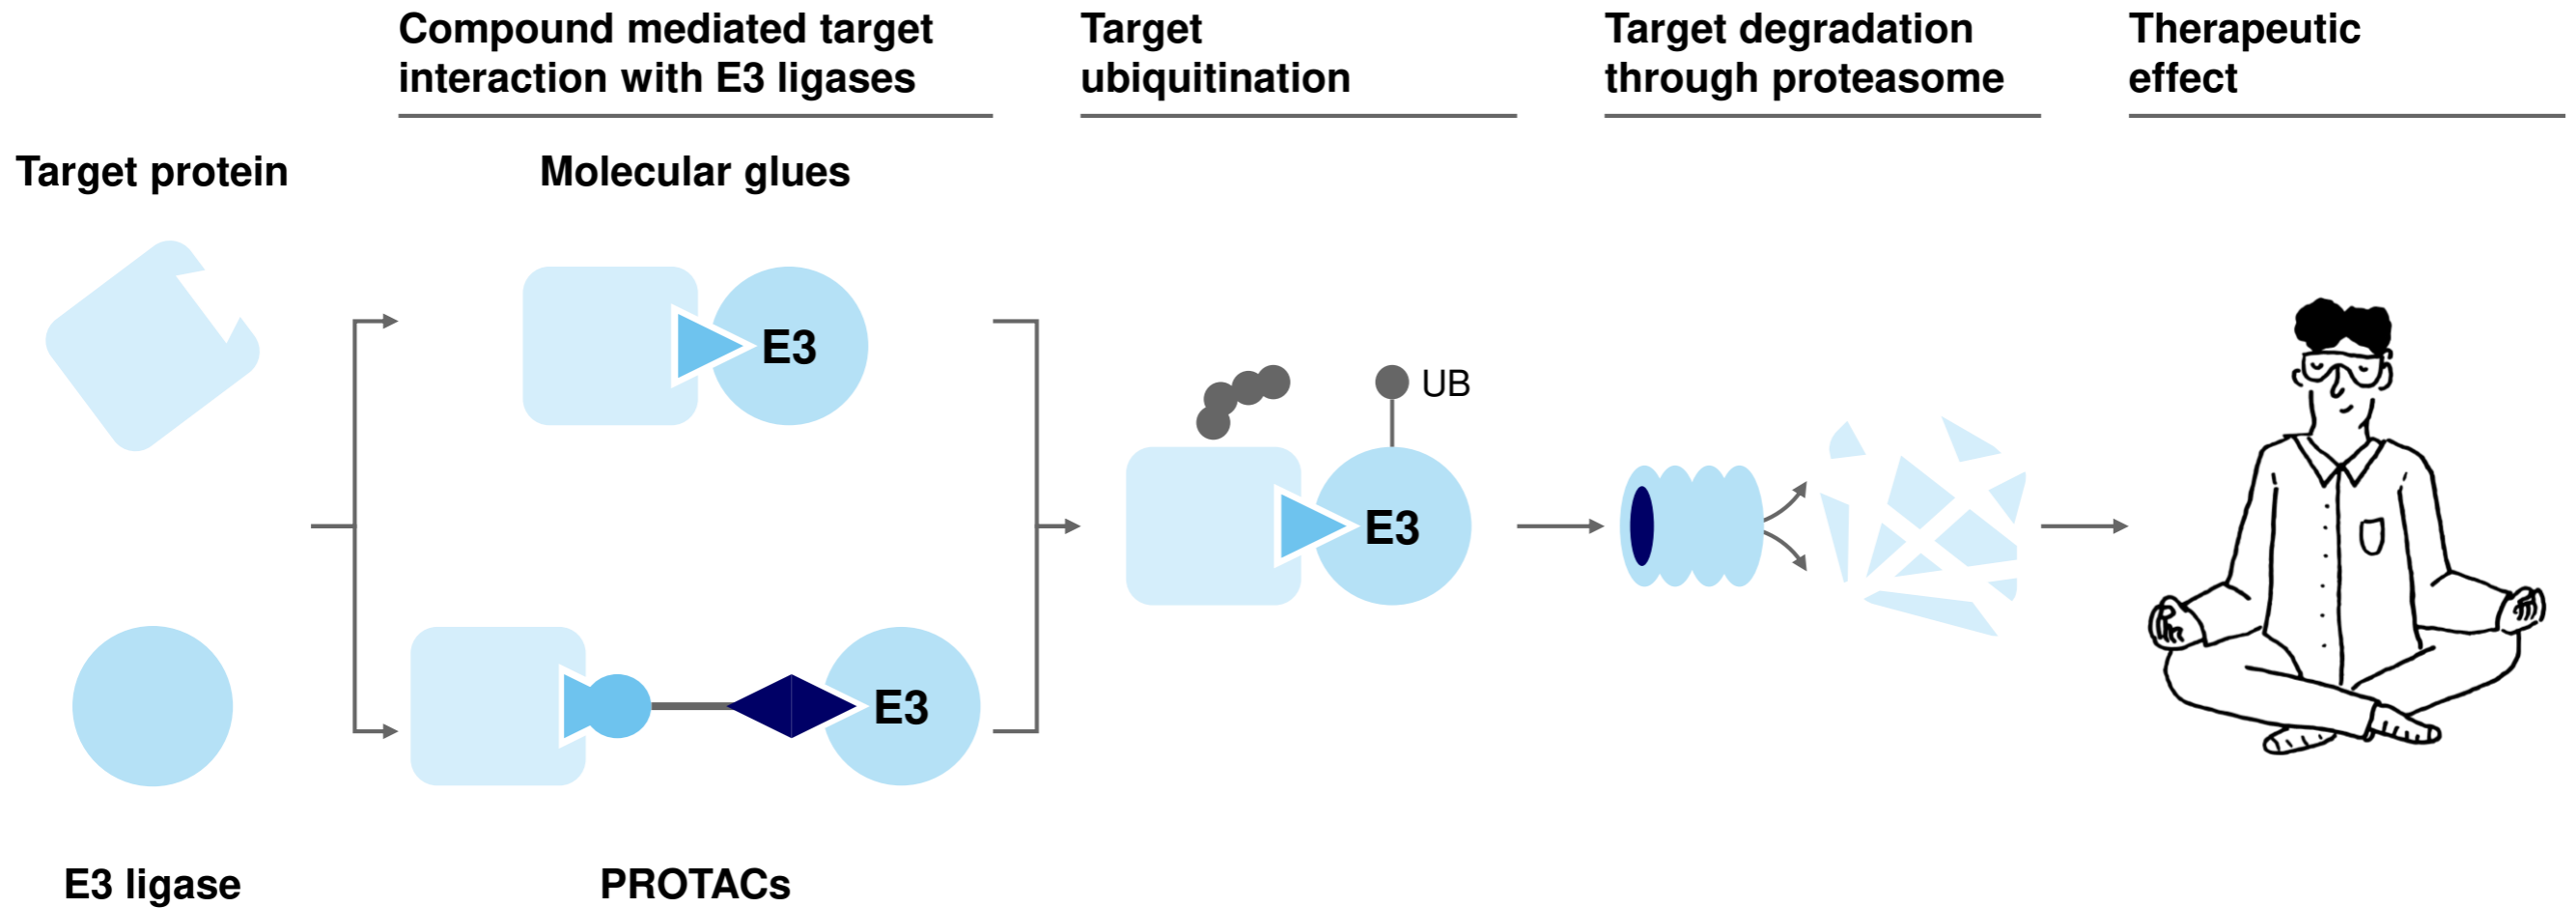 Compound mediated target
interaction with E3 ligases
Target
ubiquitination
Target degradation
through proteasome
Therapeutic
effect
Target protein
Molecular glues
E3
UB
E3
E3
E3 ligase
PROTACs